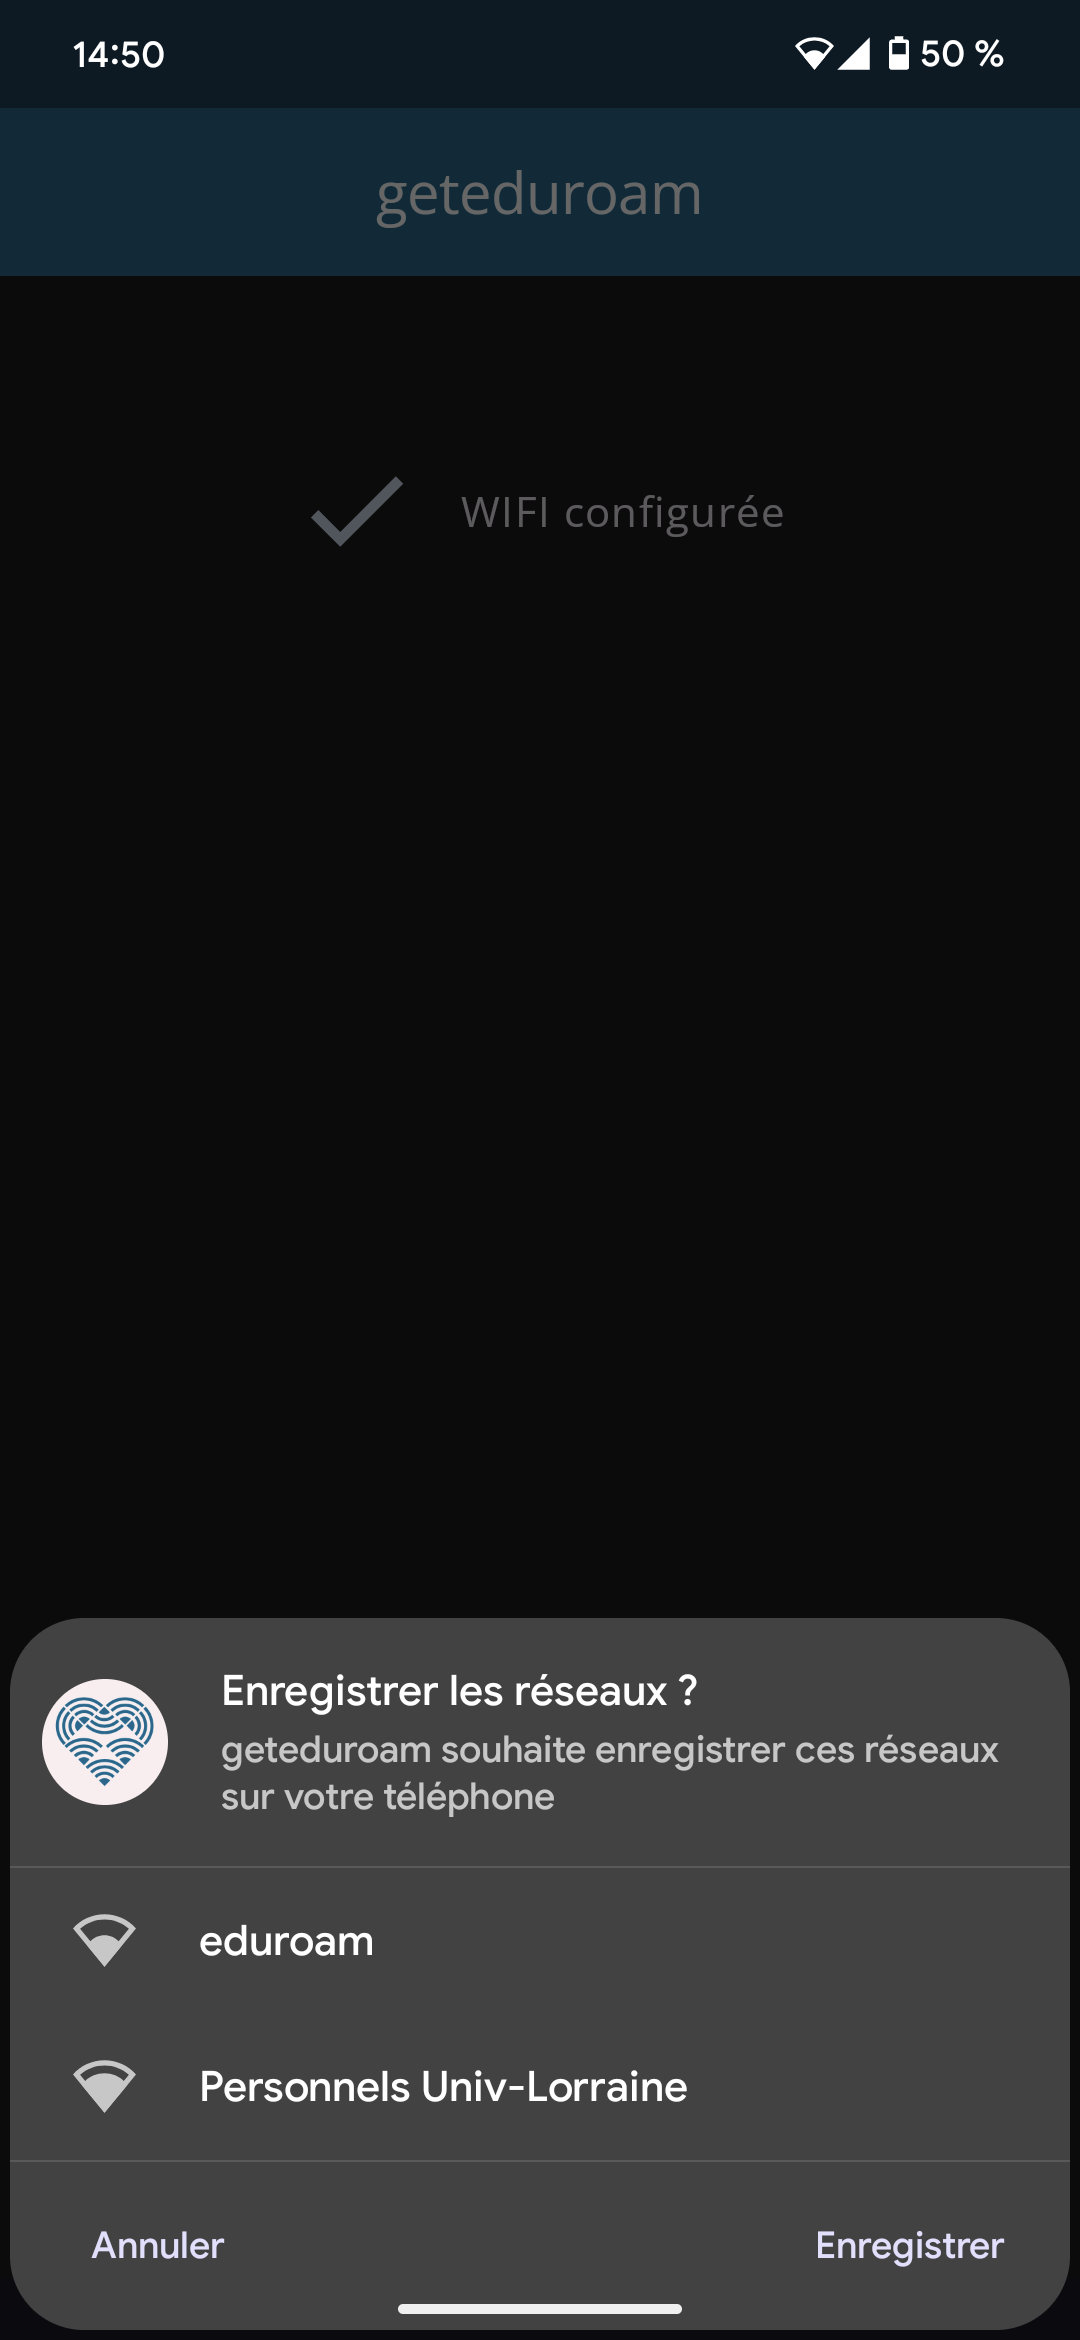 14:50
50 %
geteduroam
WIFI configurée
Enregistrer les réseaux ?
geteduroam souhaite enregistrer ces réseaux
sur votre téléphone
eduroam
Personnels Univ-Lorraine
Annuler
Enregistrer